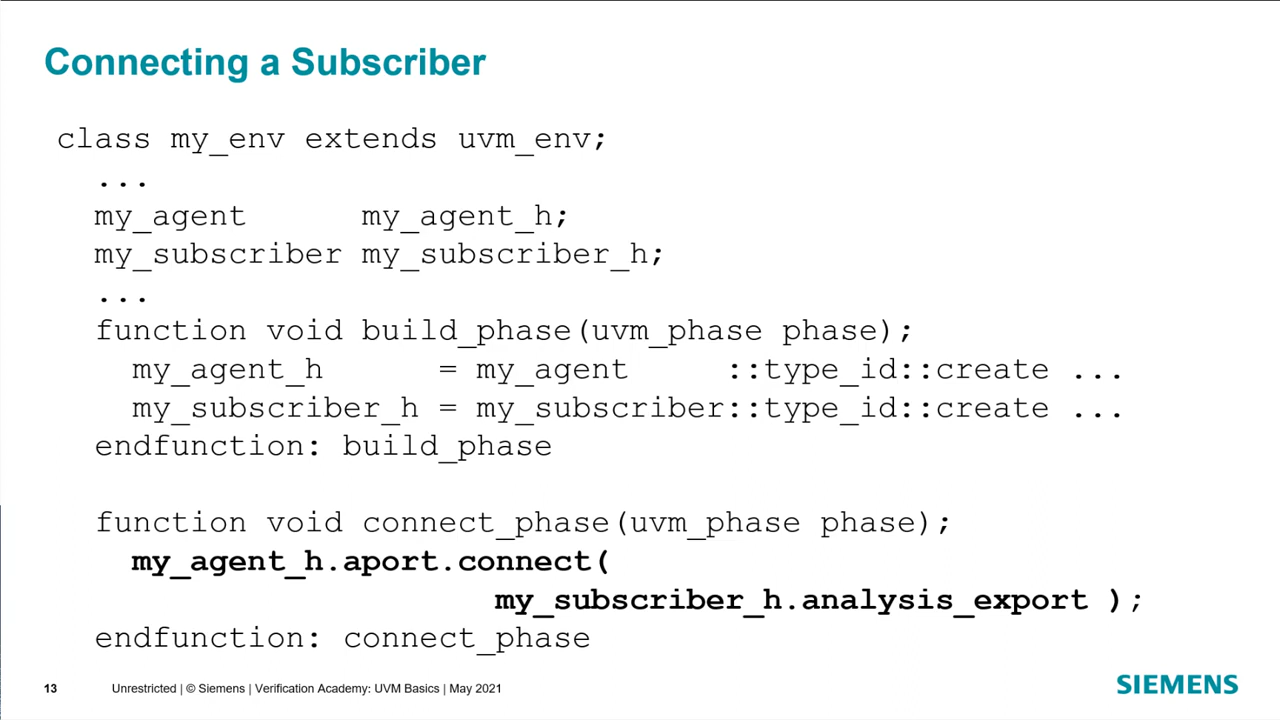 Connecting a Subscriber
class my_env extends uvm_env;
...
my_agent      my_agent_h;
my_subscriber my_subscriber_h;
...
function void build_phase(uvm_phase phase);
my_agent_h      = my_agent     ::type_id::create ...
my_subscriber_h = my_subscriber::type_id::create ...
endfunction: build_phase
function void connect_phase(uvm_phase phase);
my_agent_h.aport.connect(
my_subscriber_h.analysis_export );
endfunction: connect_phase
13 Unrestricted | © Siemens | Verification Academy: UVM Basics | May 2021 SIEMENS